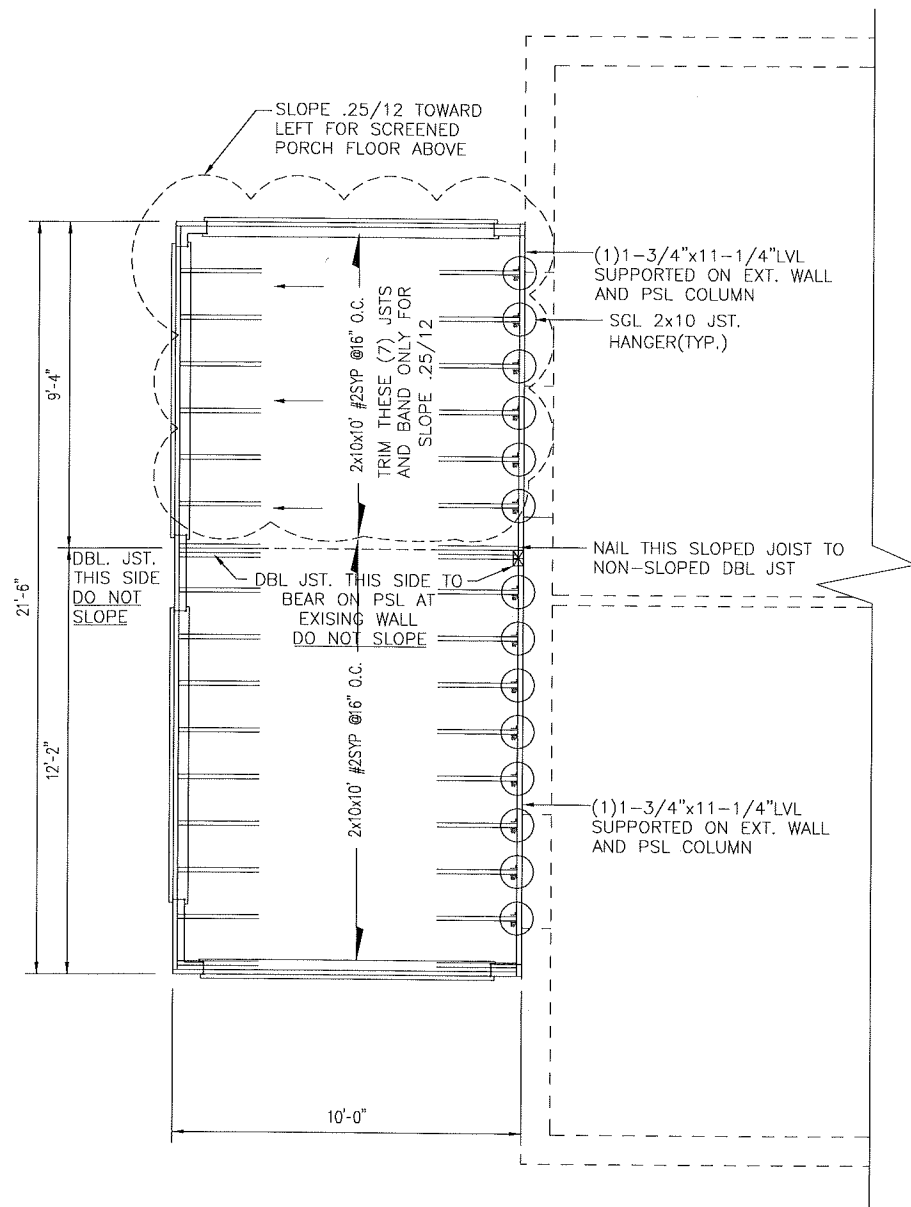 SLOPE .25/12 TOWARD
LEFT FOR SCREENED
PORCH FLOOR ABOVE
(1)1-3/4"x11-1/4"LVL
SUPPORTED ON EXT. WALL
AND PSL COLUMN
SGL 2x10 JST.
HANGER(TYP.)
2x10x10' #2SYP @16" O.C.
TRIM THESE (7) JSTS
AND BAND ONLY FOR
SLOPE .25/12
9'-4"
21'-6"
NAIL THIS SLOPED JOIST TO
NON-SLOPED DBL JST
DBL. JST.
THIS SIDE
DO NOT
SLOPE
DBL JST. THIS SIDE TO
BEAR ON PSL AT
EXISING WALL
DO NOT SLOPE
12'-2"
2x10x10' #2SYP @16" O.C.
(1)1-3/4"x11-1/4"LVL
SUPPORTED ON EXT. WALL
AND PSL COLUMN
10'-0"